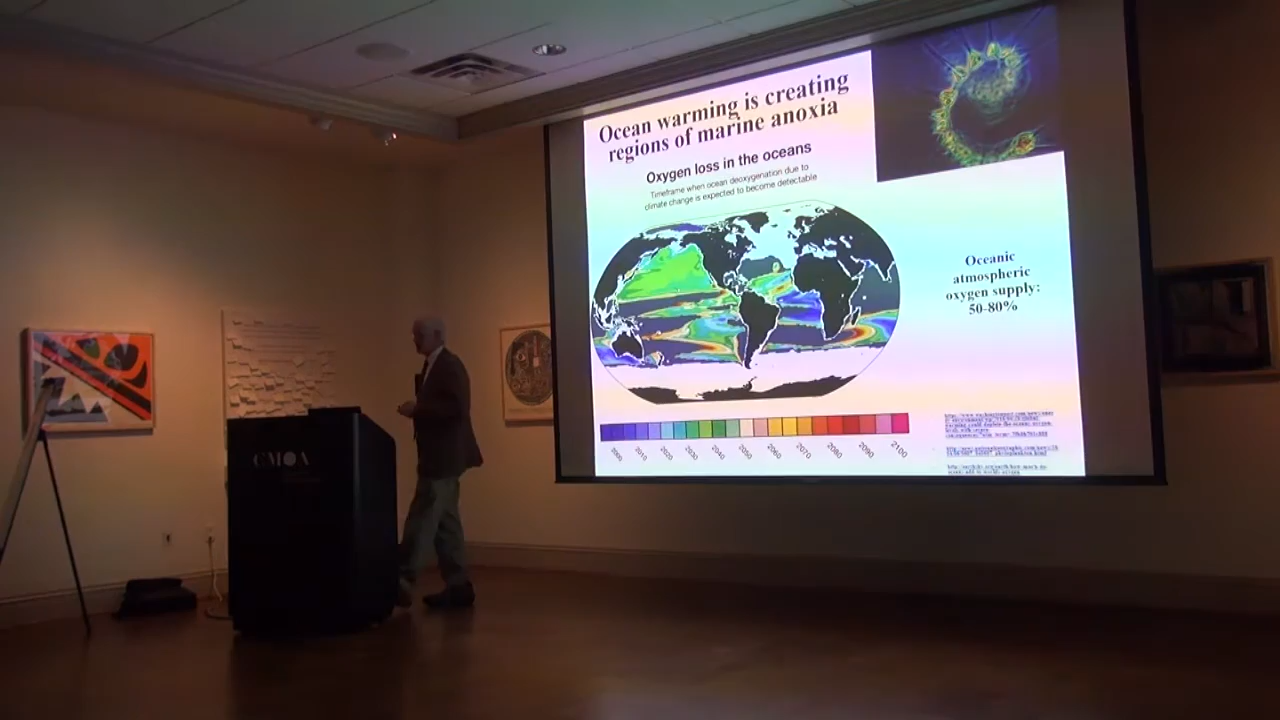 Ocean warming is creating
regions of marine anoxia
Oxygen loss in the oceans
Timeframe when ocean deoxygenation due to
climate change is expected to become detectable
Oceanic
atmospheric
oxygen supply:
50-80%
2000 2010 2020 2030 2040 2050 2060 2070 2080 2090 2100
CMOA